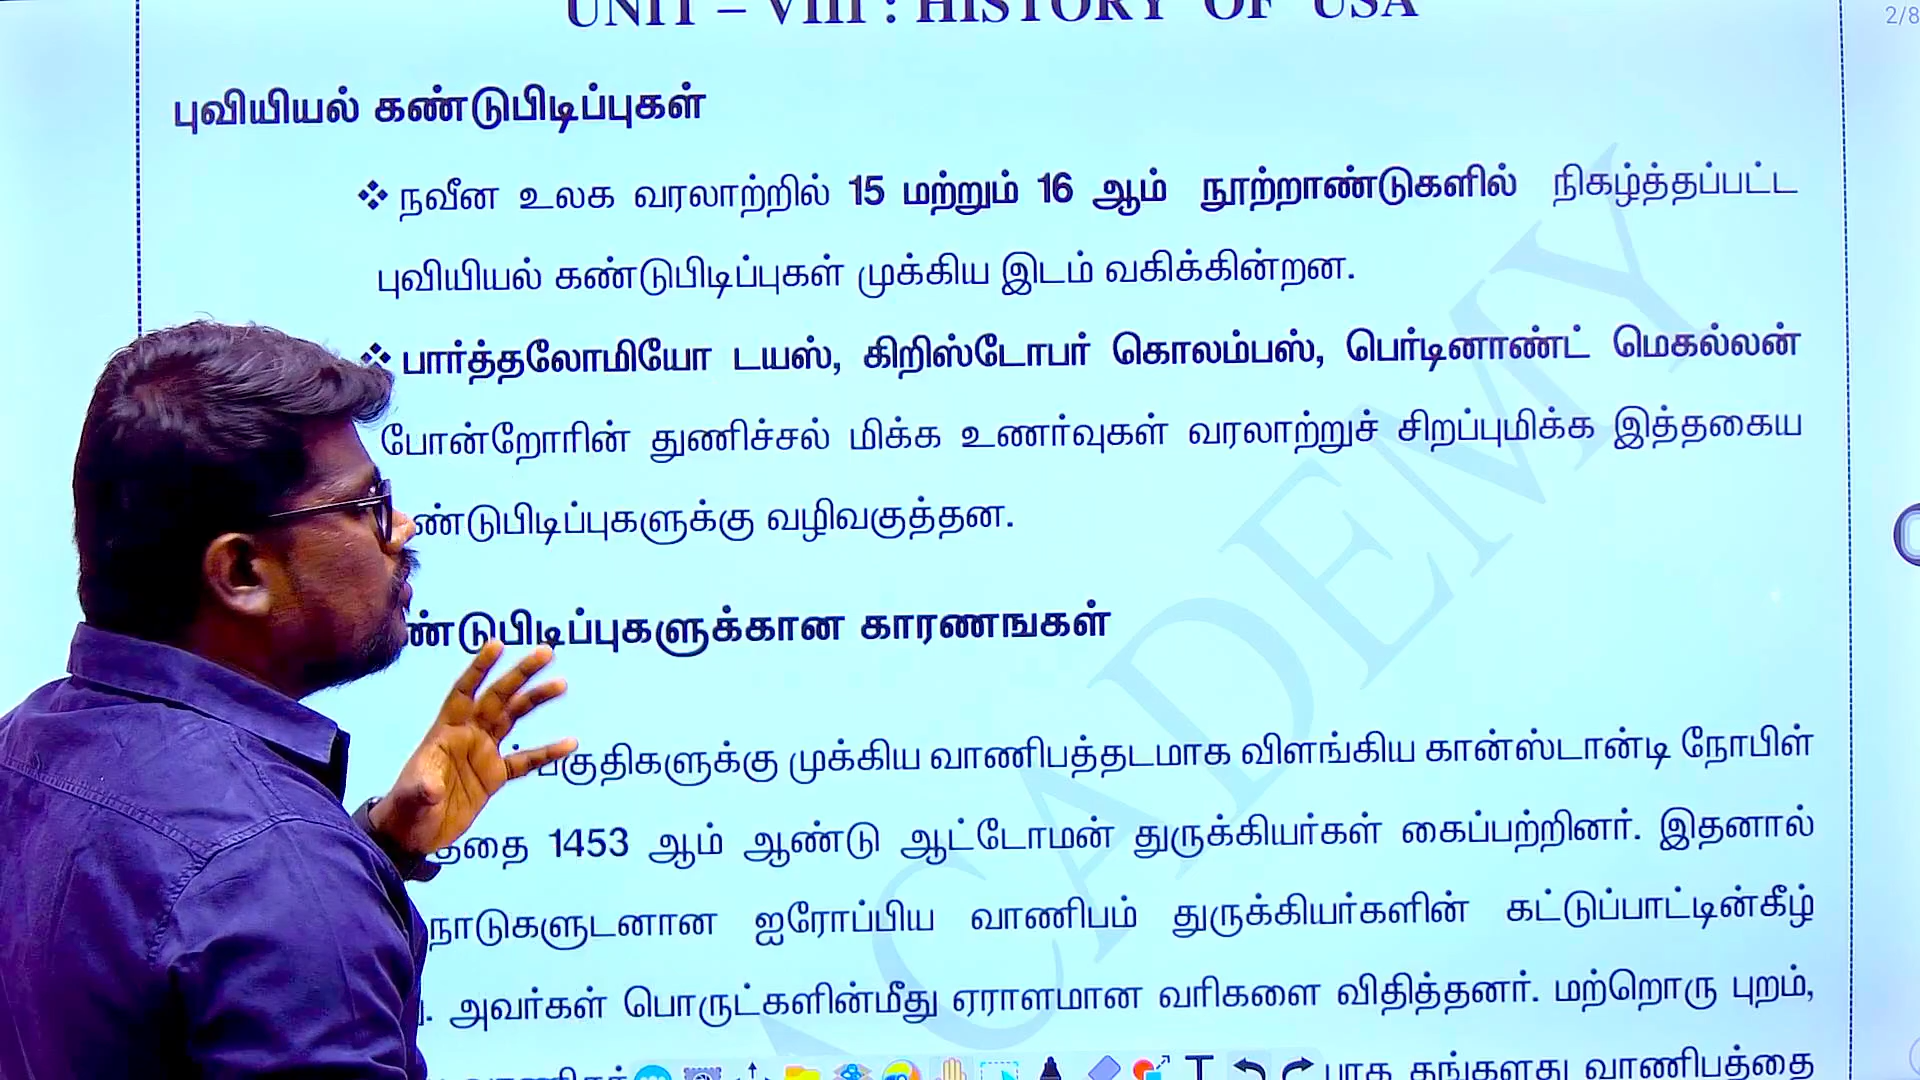 UNIT – VIII : HISTORY OF USA
2/8
புவியியல் கண்டுபிடிப்புகள்
❖ நவீன உலக வரலாற்றில் 15 மற்றும் 16 ஆம் நூற்றாண்டுகளில் நிகழ்த்தப்பட்ட
புவியியல் கண்டுபிடிப்புகள் முக்கிய இடம் வகிக்கின்றன.
❖ பார்த்தலோமியோ டயஸ், கிறிஸ்டோபர் கொலம்பஸ், பெர்டினாண்ட் மெகல்லன்
போன்றோரின் துணிச்சல் மிக்க உணர்வுகள் வரலாற்றுச் சிறப்புமிக்க இத்தகைய
ண்டுபிடிப்புகளுக்கு வழிவகுத்தன.
ண்டுபிடிப்புகளுக்கான காரணஙகள்
பகுதிகளுக்கு முக்கிய வாணிபத்தடமாக விளங்கிய கான்ஸ்டான்டி நோபிள்
1453 ஆம் ஆண்டு ஆட்டோமன் துருக்கியர்கள் கைப்பற்றினர். இதனால்
நாடுகளுடனான ஐரோப்பிய வாணிபம் துருக்கியர்களின் கட்டுப்பாட்டின்கீழ்
அவர்கள் பொருட்களின்மீது ஏராளமான வரிகளை விதித்தனர். மற்றொரு புறம்,
தங்களது வாணிபத்தை
ACADEMY